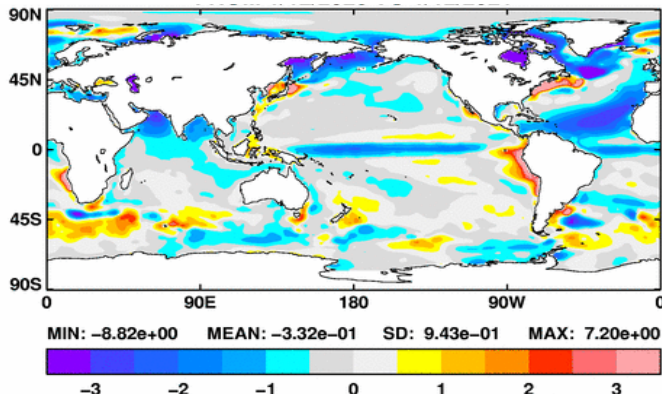 90N
45N
0
45S
90S
0 90E 180 90W 0
MIN: −8.82e+00 MEAN: −3.32e−01 SD: 9.43e−01 MAX: 7.20e+00
−3 −2 −1 0 1 2 3